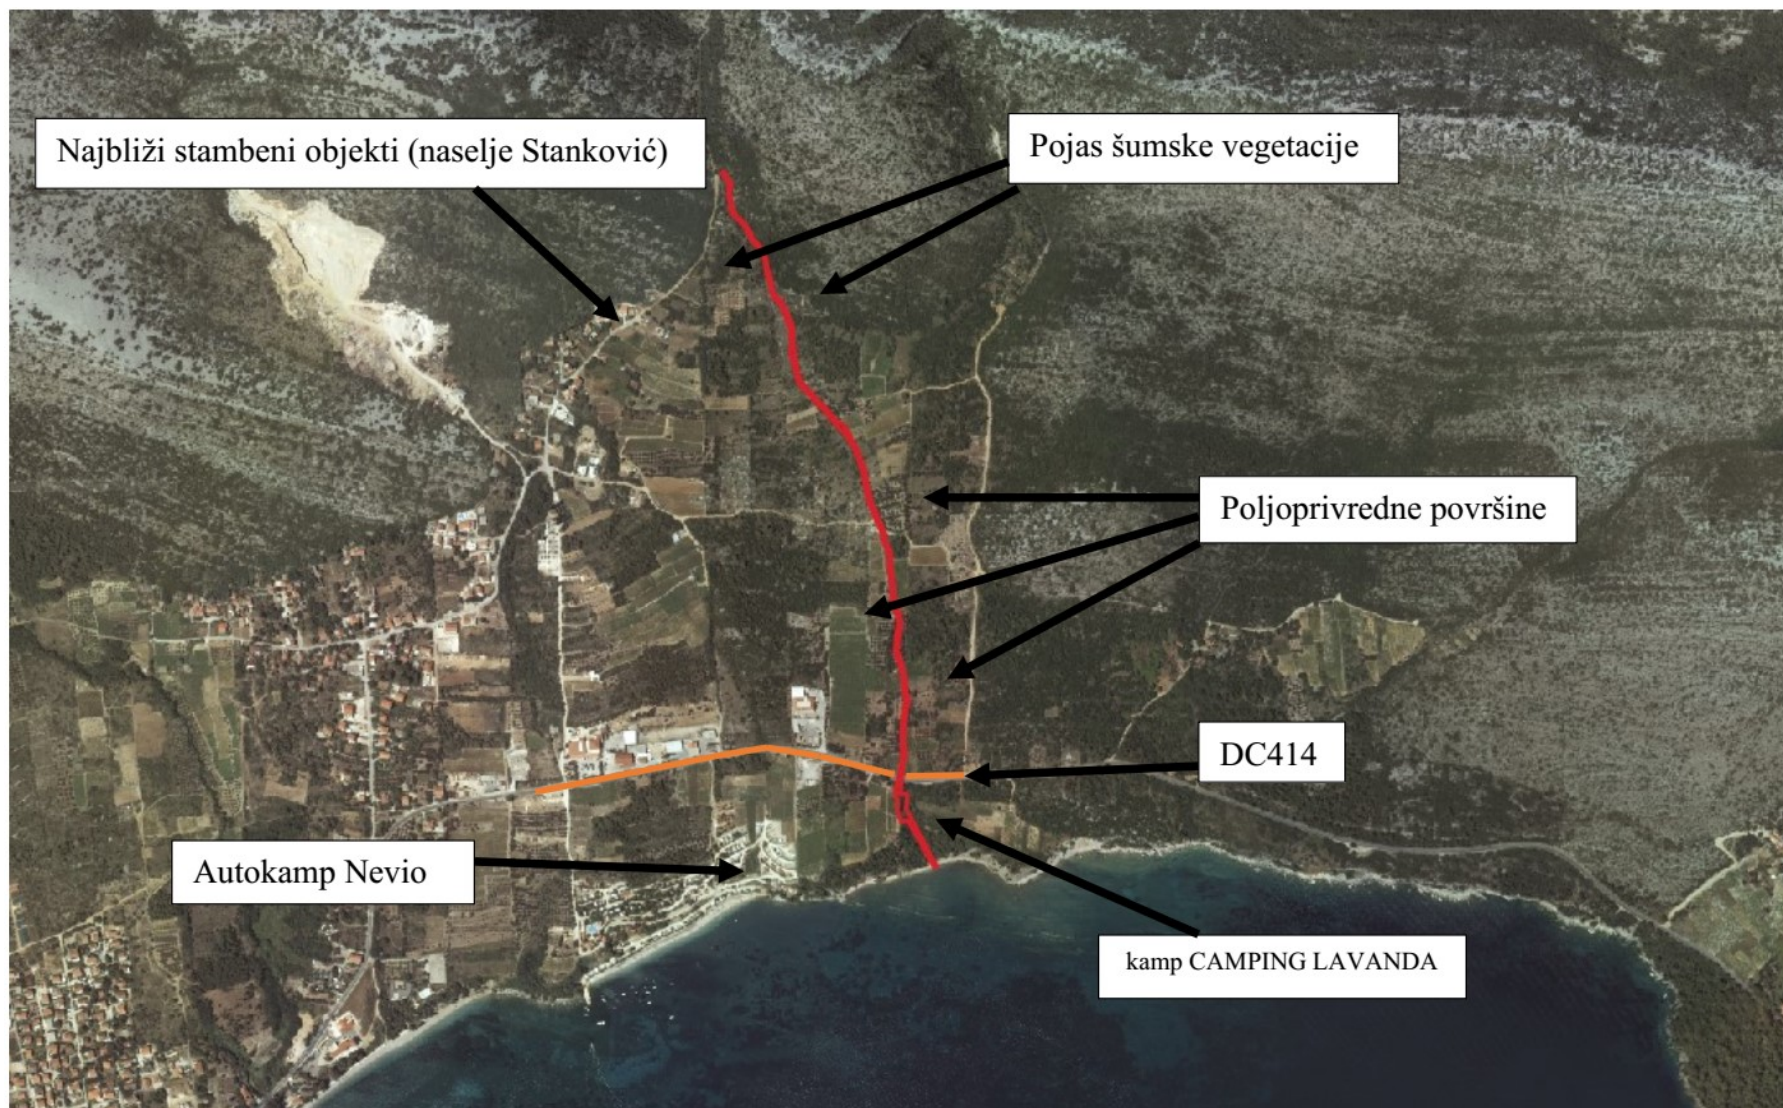 Najbliži stambeni objekti (naselje Stanković)
Pojas šumske vegetacije
Poljoprivredne površine
DC414
Autokamp Nevio
kamp CAMPING LAVANDA